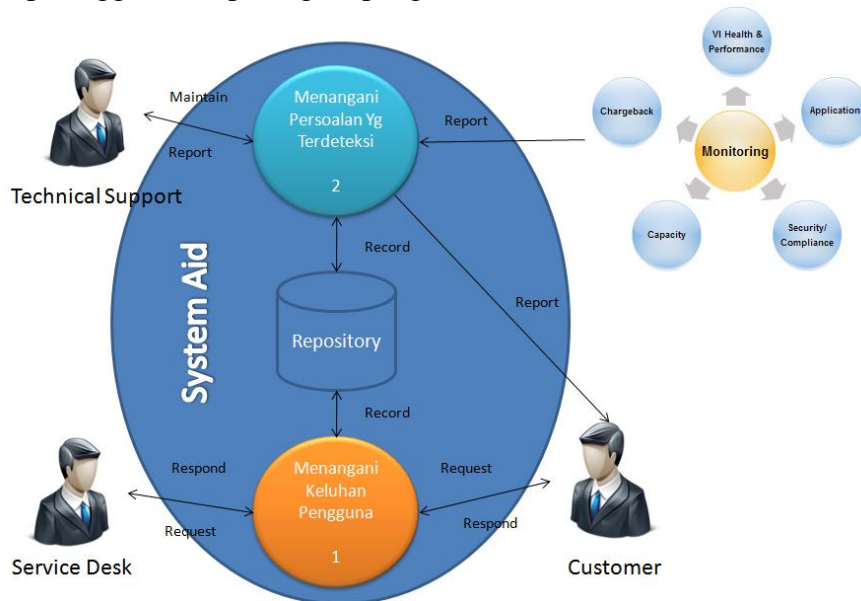 VI Health &
Performance
Chargeback
Application
Monitoring
Capacity
Security/
Compliance
Maintain
Report
Technical Support
Menangani
Persoalan Yg
Terdeteksi
2
Report
Record
Report
System Aid
Repository
Record
Respond
Request
Service Desk
Menangani
Keluhan
Pengguna
1
Request
Respond
Customer